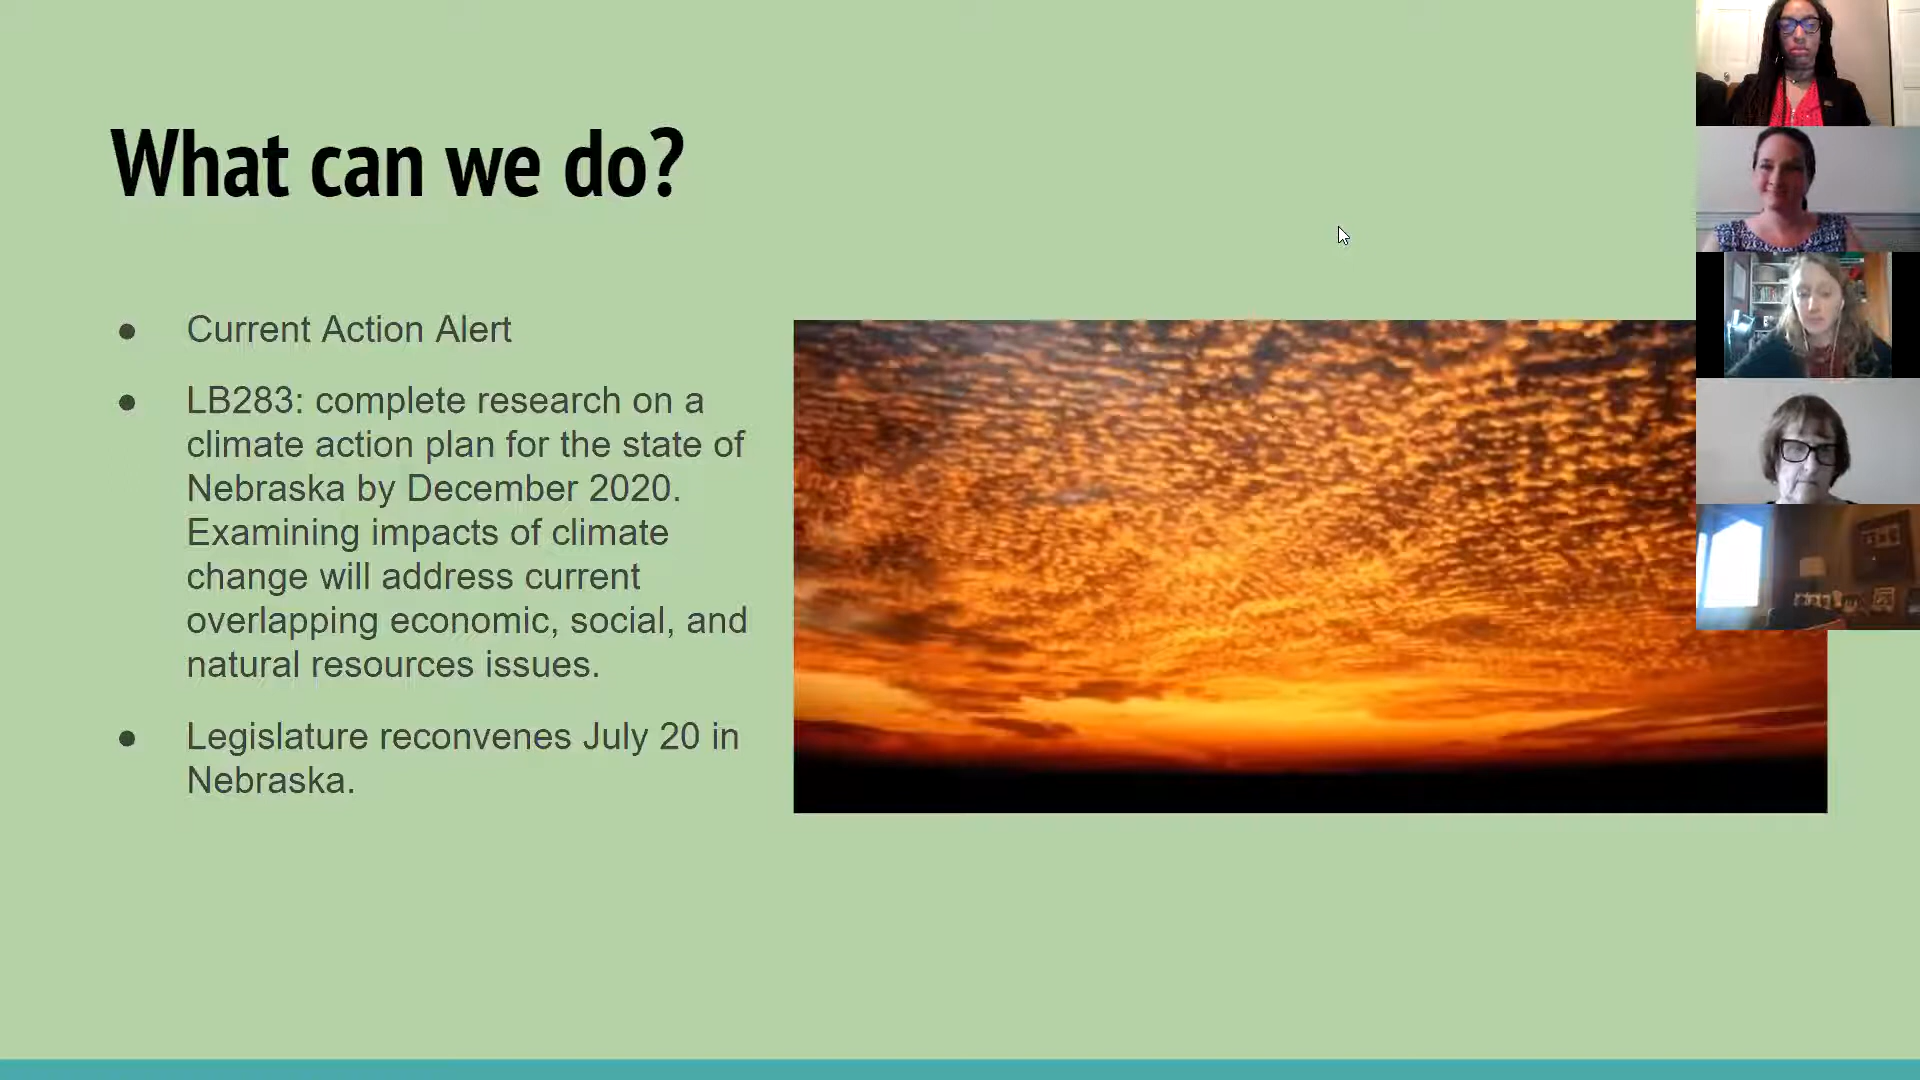 What can we do?
● Current Action Alert
● LB283: complete research on a
climate action plan for the state of
Nebraska by December 2020.
Examining impacts of climate
change will address current
overlapping economic, social, and
natural resources issues.
● Legislature reconvenes July 20 in
Nebraska.